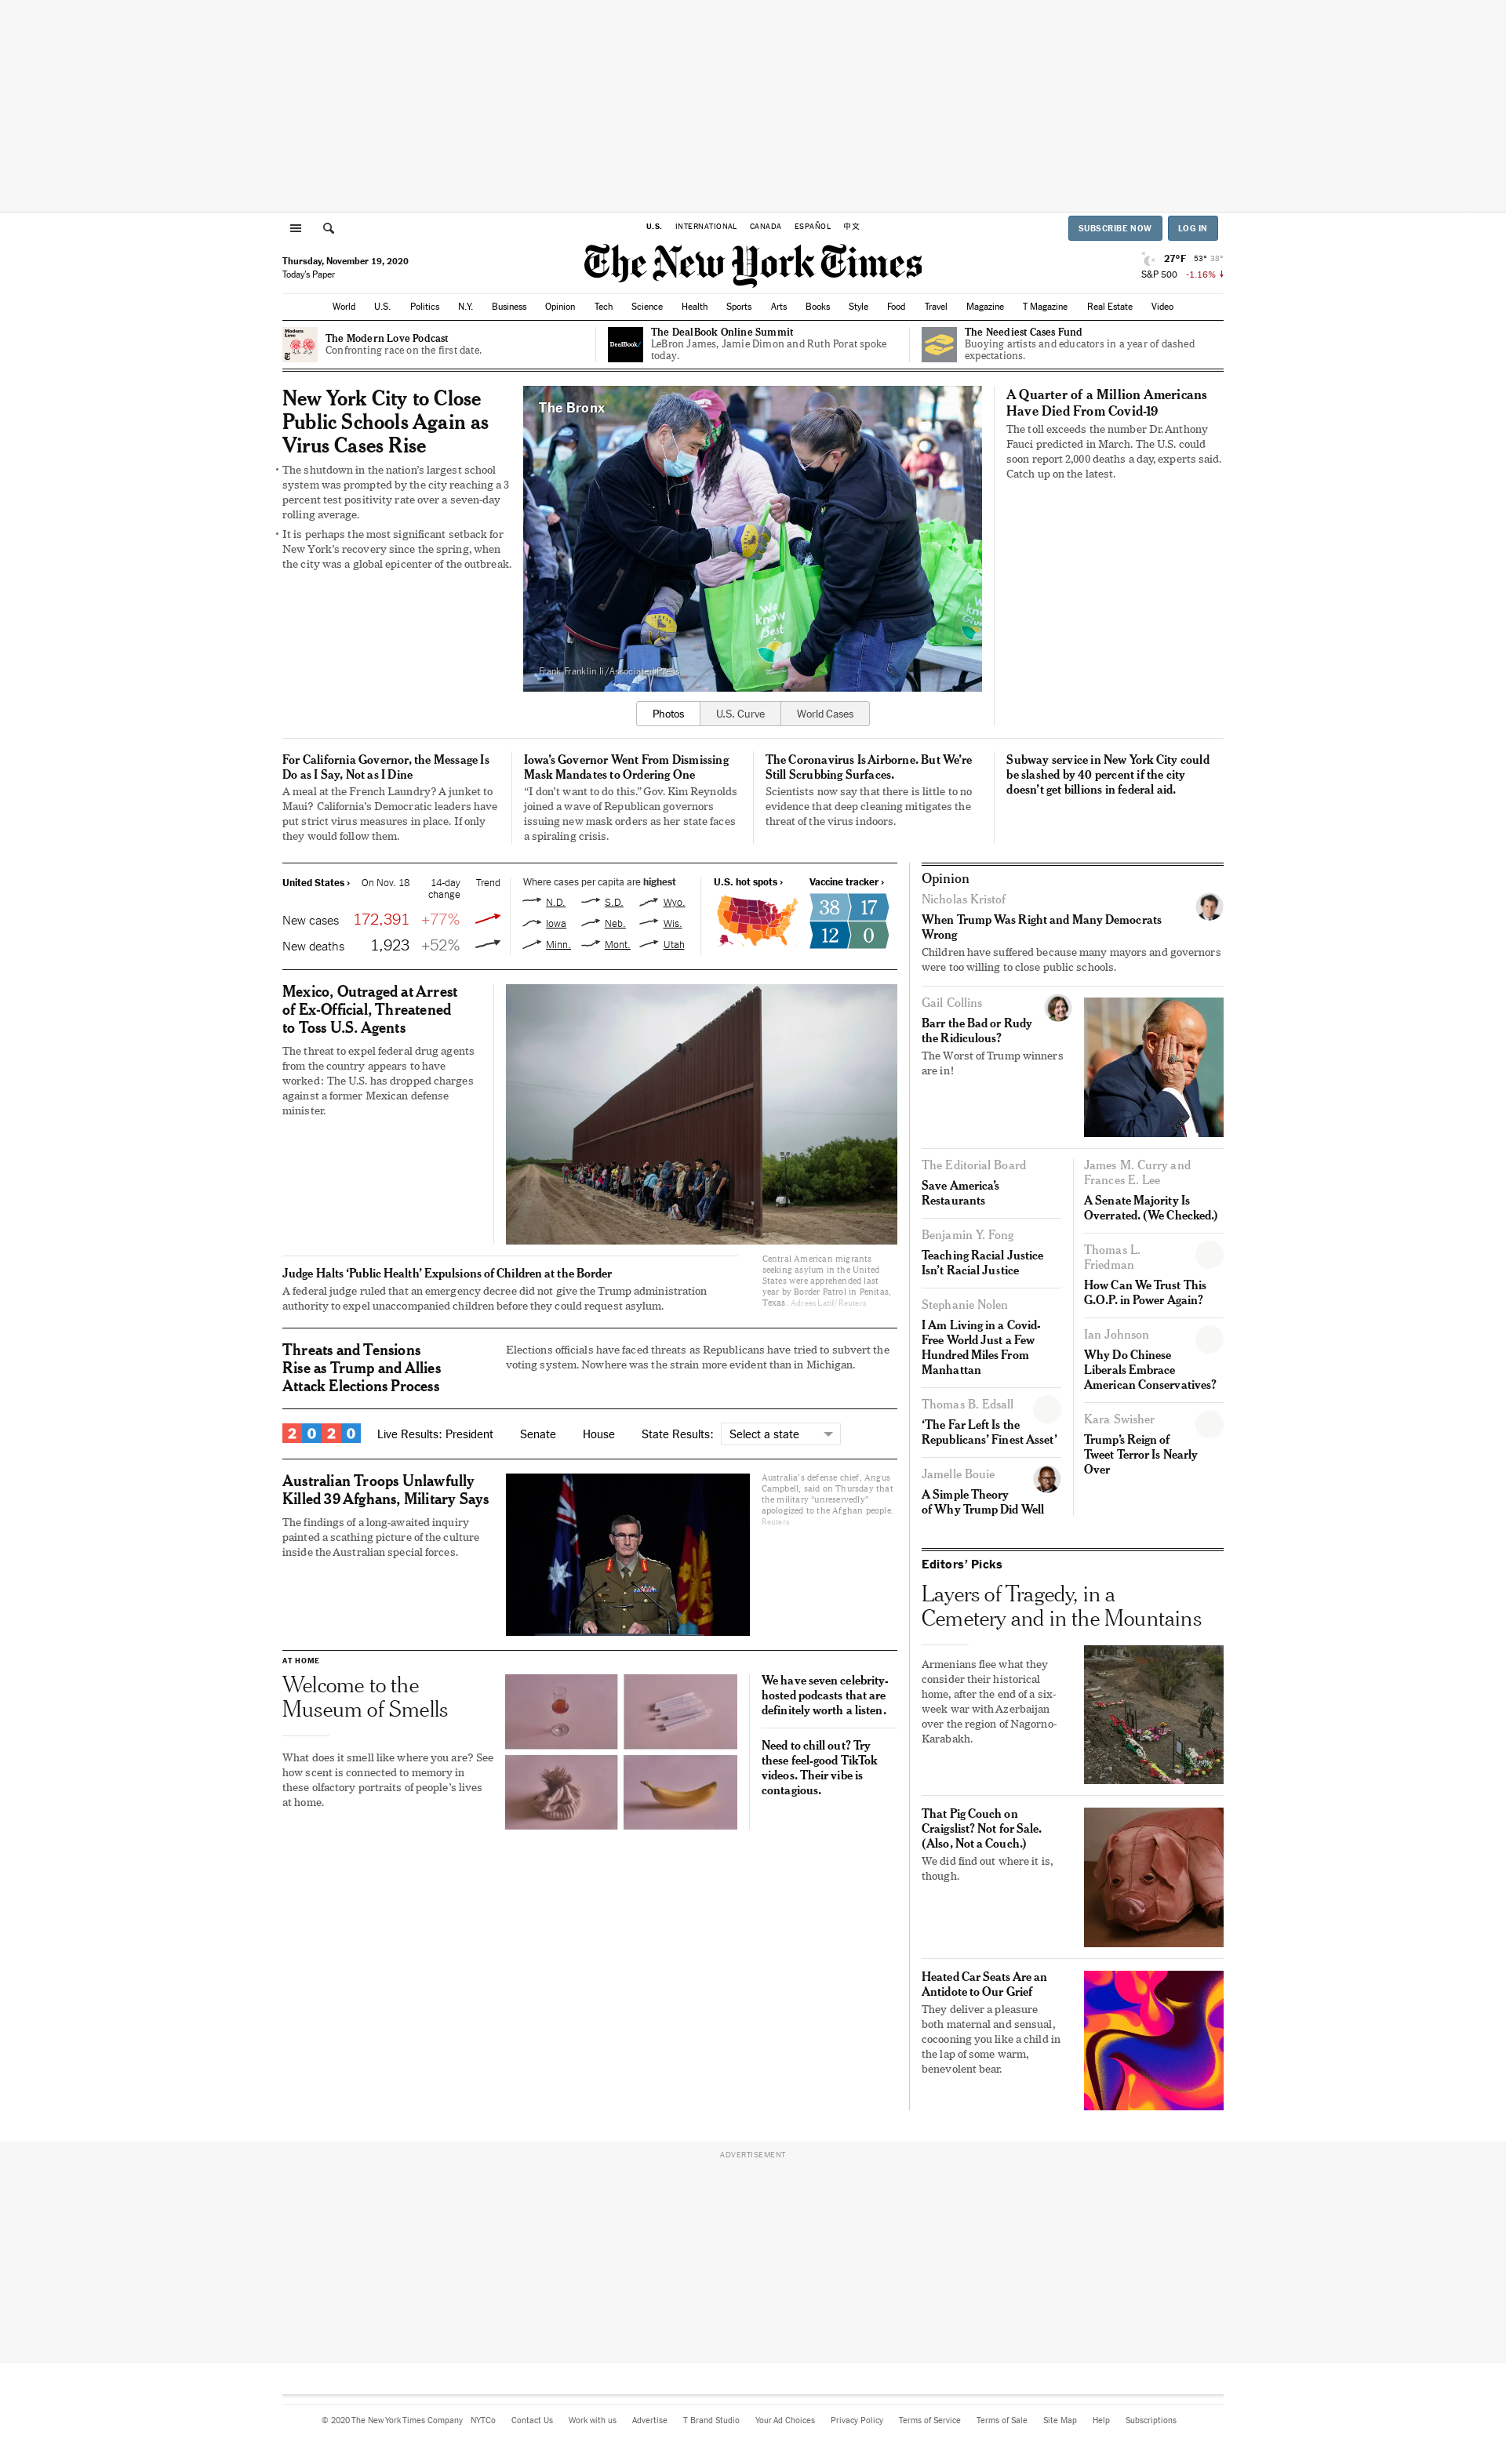 U.S. INTERNATIONAL CANADA ESPAÑOL 中文
SUBSCRIBE NOW LOG IN
Thursday, November 19, 2020
Today's Paper
The New York Times
27°F 53° 38°
S&P 500 -1.16%
World U.S. Politics N.Y. Business Opinion Tech Science Health Sports Arts Books Style Food Travel Magazine T Magazine Real Estate Video
Modern
Love
The Modern Love Podcast
Confronting race on the first date.
DealBook/
The DealBook Online Summit
LeBron James, Jamie Dimon and Ruth Porat spoke
today.
The Neediest Cases Fund
Buoying artists and educators in a year of dashed
expectations.
New York City to Close
Public Schools Again as
Virus Cases Rise
• The shutdown in the nation's largest school
system was prompted by the city reaching a 3
percent test positivity rate over a seven-day
rolling average.
• It is perhaps the most significant setback for
New York's recovery since the spring, when
the city was a global epicenter of the outbreak.
The Bronx
We
know
Best
Frank Franklin Ii/Associated Press
Photos U.S. Curve World Cases
A Quarter of a Million Americans
Have Died From Covid-19
The toll exceeds the number Dr. Anthony
Fauci predicted in March. The U.S. could
soon report 2,000 deaths a day, experts said.
Catch up on the latest.
For California Governor, the Message Is
Do as I Say, Not as I Dine
A meal at the French Laundry? A junket to
Maui? California's Democratic leaders have
put strict virus measures in place. If only
they would follow them.
Iowa's Governor Went From Dismissing
Mask Mandates to Ordering One
“I don't want to do this.” Gov. Kim Reynolds
joined a wave of Republican governors
issuing new mask orders as her state faces
a spiraling crisis.
The Coronavirus Is Airborne. But We're
Still Scrubbing Surfaces.
Scientists now say that there is little to no
evidence that deep cleaning mitigates the
threat of the virus indoors.
Subway service in New York City could
be slashed by 40 percent if the city
doesn't get billions in federal aid.
United States › On Nov. 18 14-day Trend
change
New cases 172,391 +77%
New deaths 1,923 +52%
Where cases per capita are highest
N.D. S.D. Wyo.
Iowa Neb. Wis.
Minn. Mont. Utah
U.S. hot spots ›
Vaccine tracker ›
38 17
12 0
Mexico, Outraged at Arrest
of Ex-Official, Threatened
to Toss U.S. Agents
The threat to expel federal drug agents
from the country appears to have
worked: The U.S. has dropped charges
against a former Mexican defense
minister.
Judge Halts ‘Public Health’ Expulsions of Children at the Border
A federal judge ruled that an emergency decree did not give the Trump administration
authority to expel unaccompanied children before they could request asylum.
Central American migrants
seeking asylum in the United
States were apprehended last
year by Border Patrol in Penitas,
Texas. Adrees Latif/Reuters
Threats and Tensions
Rise as Trump and Allies
Attack Elections Process
Elections officials have faced threats as Republicans have tried to subvert the
voting system. Nowhere was the strain more evident than in Michigan.
2020 Live Results: President Senate House State Results: Select a state
Australian Troops Unlawfully
Killed 39 Afghans, Military Says
The findings of a long-awaited inquiry
painted a scathing picture of the culture
inside the Australian special forces.
Australia's defense chief, Angus
Campbell, said on Thursday that
the military “unreservedly”
apologized to the Afghan people.
Reuters
AT HOME
Welcome to the
Museum of Smells
What does it smell like where you are? See
how scent is connected to memory in
these olfactory portraits of people's lives
at home.
We have seven celebrity-
hosted podcasts that are
definitely worth a listen.
Need to chill out? Try
these feel-good TikTok
videos. Their vibe is
contagious.
Opinion
Nicholas Kristof
When Trump Was Right and Many Democrats
Wrong
Children have suffered because many mayors and governors
were too willing to close public schools.
Gail Collins
Barr the Bad or Rudy
the Ridiculous?
The Worst of Trump winners
are in!
The Editorial Board
Save America's
Restaurants
Benjamin Y. Fong
Teaching Racial Justice
Isn't Racial Justice
Stephanie Nolen
I Am Living in a Covid-
Free World Just a Few
Hundred Miles From
Manhattan
Thomas B. Edsall
‘The Far Left Is the
Republicans’ Finest Asset’
Jamelle Bouie
A Simple Theory
of Why Trump Did Well
James M. Curry and
Frances E. Lee
A Senate Majority Is
Overrated. (We Checked.)
Thomas L.
Friedman
How Can We Trust This
G.O.P. in Power Again?
Ian Johnson
Why Do Chinese
Liberals Embrace
American Conservatives?
Kara Swisher
Trump's Reign of
Tweet Terror Is Nearly
Over
Editors' Picks
Layers of Tragedy, in a
Cemetery and in the Mountains
Armenians flee what they
consider their historical
home, after the end of a six-
week war with Azerbaijan
over the region of Nagorno-
Karabakh.
That Pig Couch on
Craigslist? Not for Sale.
(Also, Not a Couch.)
We did find out where it is,
though.
Heated Car Seats Are an
Antidote to Our Grief
They deliver a pleasure
both maternal and sensual,
cocooning you like a child in
the lap of some warm,
benevolent bear.
ADVERTISEMENT
© 2020 The New York Times Company NYTCo Contact Us Work with us Advertise T Brand Studio Your Ad Choices Privacy Policy Terms of Service Terms of Sale Site Map Help Subscriptions